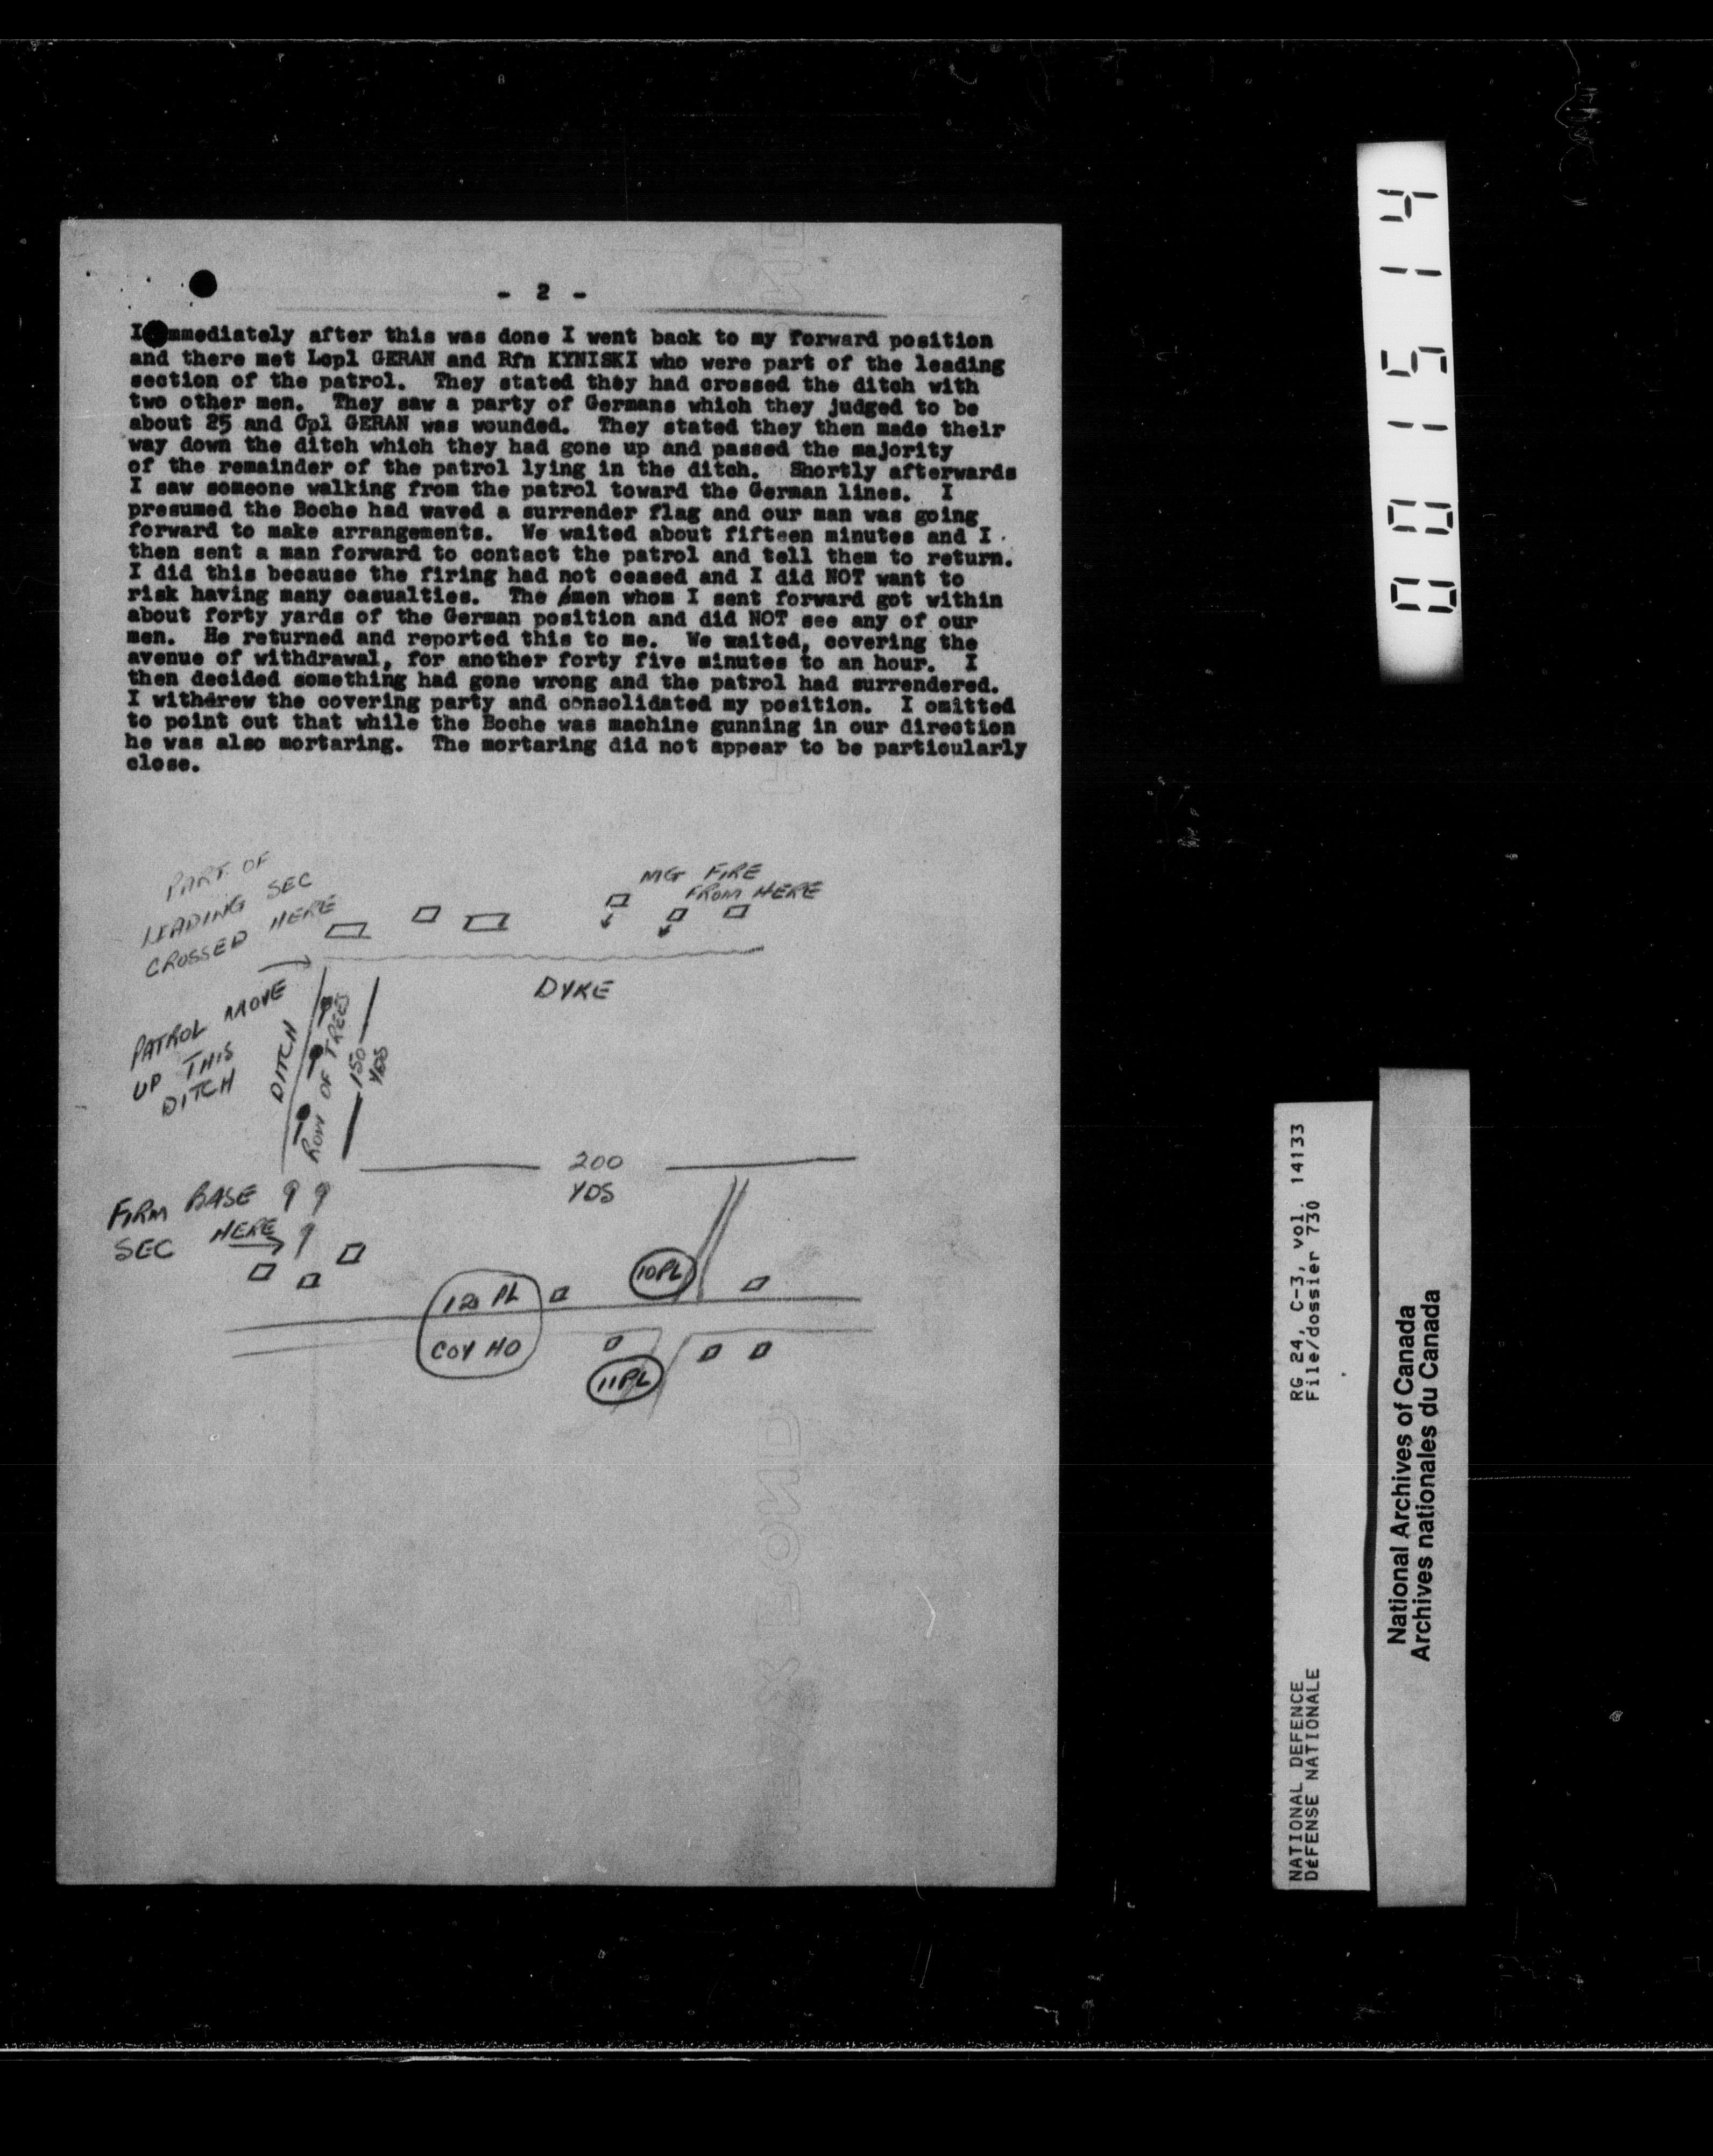 - 2 -
Immediately after this was done I went back to my forward position
and there met Lcpl GERAN and Rfn KYNISKI who were part of the leading
section of the patrol. They stated they had crossed the ditch with
two other men. They saw a party of Germans which they judged to be
about 25 and Cpl GERAN was wounded. They stated they then made their
way down the ditch which they had gone up and passed the majority
of the remainder of the patrol lying in the ditch. Shortly afterwards
I saw someone walking from the patrol toward the German lines. I
presumed the Boche had waved a surrender flag and our man was going
forward to make arrangements. We waited about fifteen minutes and I
then sent a man forward to contact the patrol and tell them to return.
I did this because the firing had not ceased and I did NOT want to
risk having many casualties. The men whom I sent forward got within
about forty yards of the German position and did NOT see any of our
men. He returned and reported this to me. We waited, covering the
avenue of withdrawal, for another forty five minutes to an hour. I
then decided something had gone wrong and the patrol had surrendered.
I withdrew the covering party and consolidated my position. I omitted
to point out that while the Boche was machine gunning in our direction
he was also mortaring. The mortaring did not appear to be particularly
close.
PART OF
LEADING SEC
CROSSED HERE
MG FIRE
FROM HERE
DYKE
PATROL MOVE
UP THIS
DITCH
DITCH
ROW OF TREES
150
YDS
200
YDS
FIRM BASE
SEC HERE
10PL
12 PL
COY HQ
11PL
001514
RG 24, C-3, vol. 14133
File/dossier 730
NATIONAL DEFENCE
DÉFENSE NATIONALE
National Archives of Canada
Archives nationales du Canada